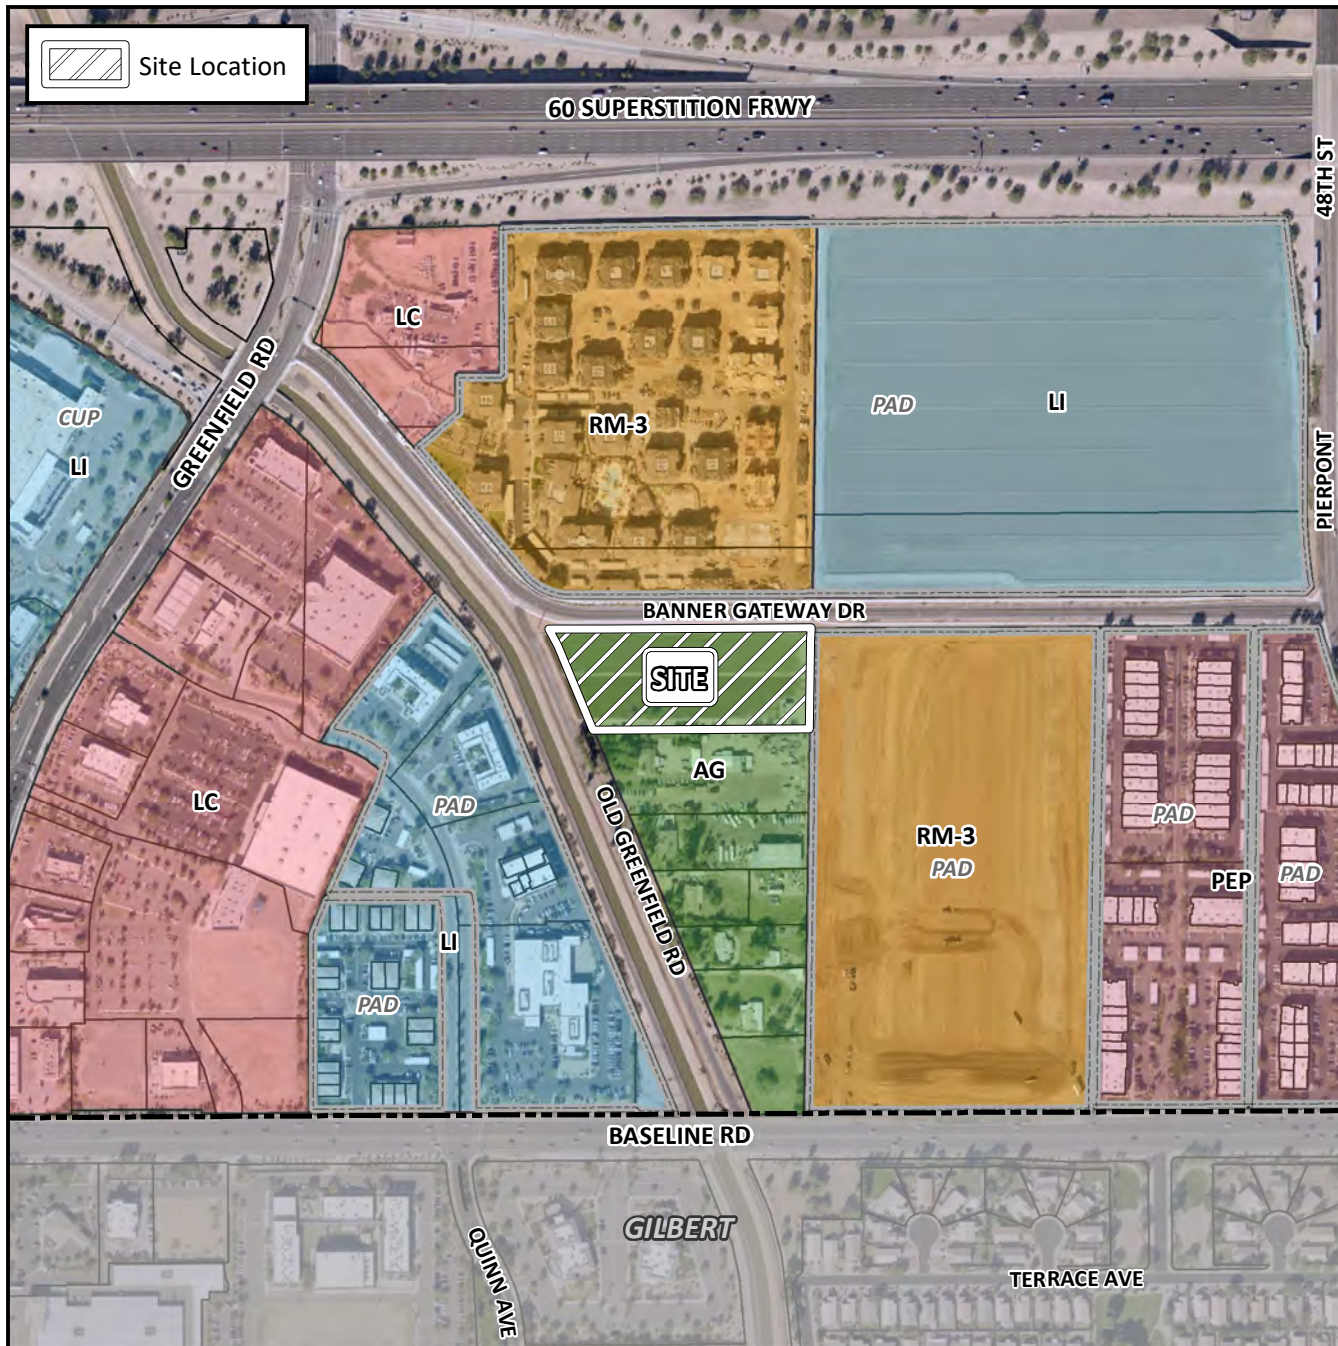 Site Location
60 SUPERSTITION FRWY
48TH ST
LC
RM-3
PAD
LI
CUP
LI
GREENFIELD RD
PIERPONT
BANNER GATEWAY DR
SITE
AG
PAD
LC
OLD GREENFIELD RD
RM-3
PAD
PAD
PEP
PAD
LI
PAD
BASELINE RD
GILBERT
QUINN AVE
TERRACE AVE